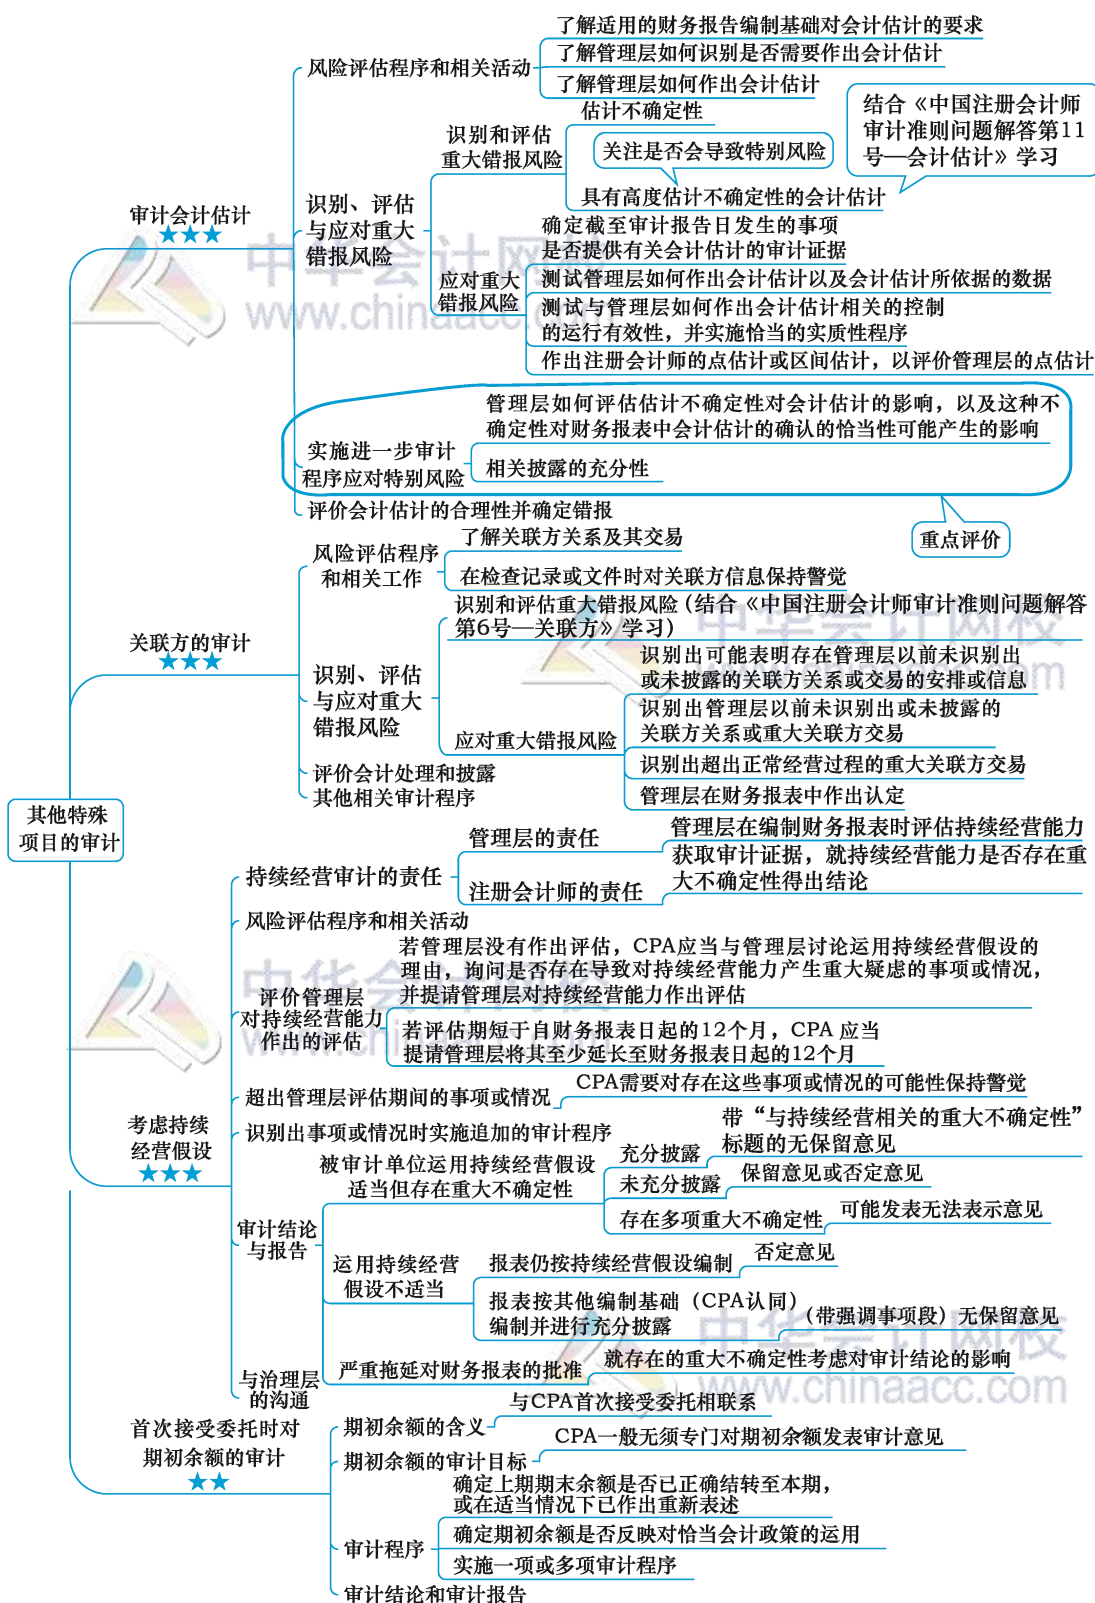 了解适用的财务报告编制基础对会计估计的要求
了解管理层如何识别是否需要作出会计估计
风险评估程序和相关活动
了解管理层如何作出会计估计
估计不确定性
结合《中国注册会计师
审计准则问题解答第11
号—会计估计》学习
识别和评估
重大错报风险
关注是否会导致特别风险
具有高度估计不确定性的会计估计
审计会计估计
★★★
识别、评估
与应对重大
错报风险
确定截至审计报告日发生的事项
是否提供有关会计估计的审计证据
应对重大
错报风险
测试管理层如何作出会计估计以及会计估计所依据的数据
测试与管理层如何作出会计估计相关的控制
的运行有效性，并实施恰当的实质性程序
作出注册会计师的点估计或区间估计，以评价管理层的点估计
管理层如何评估估计不确定性对会计估计的影响，以及这种不
确定性对财务报表中会计估计的确认的恰当性可能产生的影响
实施进一步审计
程序应对特别风险
相关披露的充分性
评价会计估计的合理性并确定错报
重点评价
了解关联方关系及其交易
风险评估程序
和相关工作
在检查记录或文件时对关联方信息保持警觉
识别和评估重大错报风险(结合《中国注册会计师审计准则问题解答
第6号—关联方》学习)
关联方的审计
★★★
识别、评估
与应对重大
错报风险
识别出可能表明存在管理层以前未识别出
或未披露的关联方关系或交易的安排或信息
识别出管理层以前未识别出或未披露的
关联方关系或重大关联方交易
应对重大错报风险
识别出超出正常经营过程的重大关联方交易
管理层在财务报表中作出认定
评价会计处理和披露
其他相关审计程序
其他特殊
项目的审计
管理层的责任
管理层在编制财务报表时评估持续经营能力
持续经营审计的责任
注册会计师的责任
获取审计证据，就持续经营能力是否存在重
大不确定性得出结论
风险评估程序和相关活动
若管理层没有作出评估，CPA应当与管理层讨论运用持续经营假设的
理由，询问是否存在导致对持续经营能力产生重大疑虑的事项或情况，
并提请管理层对持续经营能力作出评估
评价管理层
对持续经营能力
作出的评估
若评估期短于自财务报表日起的12个月，CPA 应当
提请管理层将其至少延长至财务报表日起的12个月
超出管理层评估期间的事项或情况
CPA需要对存在这些事项或情况的可能性保持警觉
考虑持续
经营假设
★★★
识别出事项或情况时实施追加的审计程序
被审计单位运用持续经营假设
适当但存在重大不确定性
充分披露
带“与持续经营相关的重大不确定性”
标题的无保留意见
未充分披露
保留意见或否定意见
存在多项重大不确定性
可能发表无法表示意见
审计结论
与报告
运用持续经营
假设不适当
报表仍按持续经营假设编制
否定意见
报表按其他编制基础（CPA认同）
编制并进行充分披露
（带强调事项段）无保留意见
严重拖延对财务报表的批准
就存在的重大不确定性考虑对审计结论的影响
与治理层
的沟通
首次接受委托时对
期初余额的审计
★★
期初余额的含义
与CPA首次接受委托相联系
期初余额的审计目标
CPA一般无须专门对期初余额发表审计意见
审计程序
确定上期期末余额是否已正确结转至本期，
或在适当情况下已作出重新表述
确定期初余额是否反映对恰当会计政策的运用
实施一项或多项审计程序
审计结论和审计报告
中华会计网校
www.chinaacc.com
中华会计网校
www.chinaacc.com
中华会计网校
www.chinaacc.com
中华会计网校
www.chinaacc.com